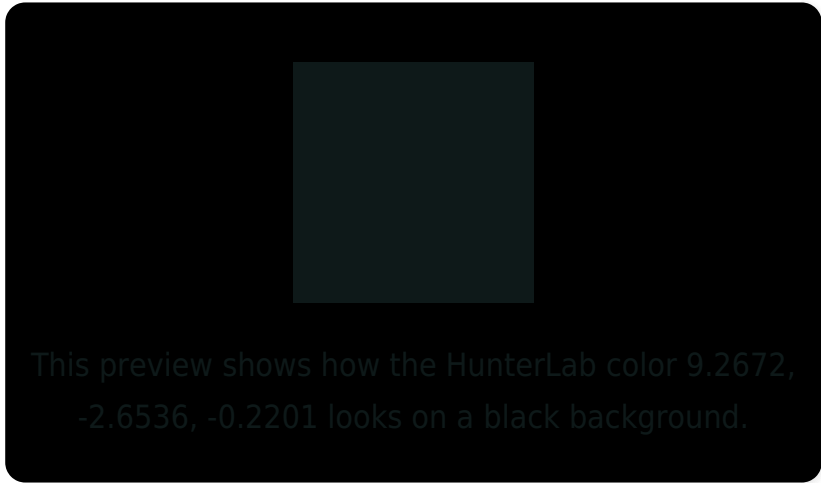 This preview shows how the HunterLab color 9.2672,
-2.6536, -0.2201 looks on a black background.